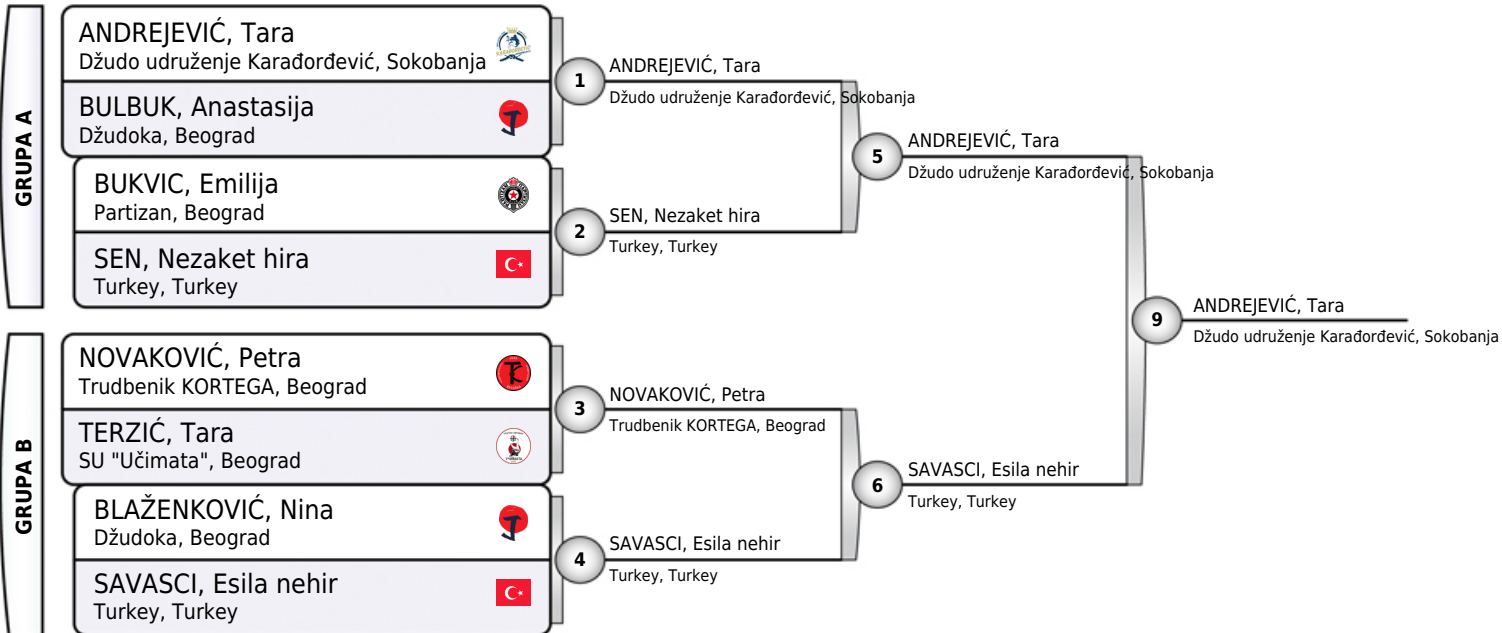 GRUPA A
ANDREJEVIĆ, Tara
Džudo udruženje Karađorđević, Sokobanja
BULBUK, Anastasija
Džudoka, Beograd
BUKVIC, Emilija
Partizan, Beograd
SEN, Nezaket hira
Turkey, Turkey
GRUPA B
NOVAKOVIĆ, Petra
Trudbenik KORTEGA, Beograd
TERZIĆ, Tara
SU "Učimata", Beograd
BLAŽENKOVIĆ, Nina
Džudoka, Beograd
SAVASCI, Esila nehir
Turkey, Turkey
1
ANDREJEVIĆ, Tara
Džudo udruženje Karađorđević, Sokobanja
2
SEN, Nezaket hira
Turkey, Turkey
3
NOVAKOVIĆ, Petra
Trudbenik KORTEGA, Beograd
4
SAVASCI, Esila nehir
Turkey, Turkey
5
ANDREJEVIĆ, Tara
Džudo udruženje Karađorđević, Sokobanja
6
SAVASCI, Esila nehir
Turkey, Turkey
9
ANDREJEVIĆ, Tara
Džudo udruženje Karađorđević, Sokobanja